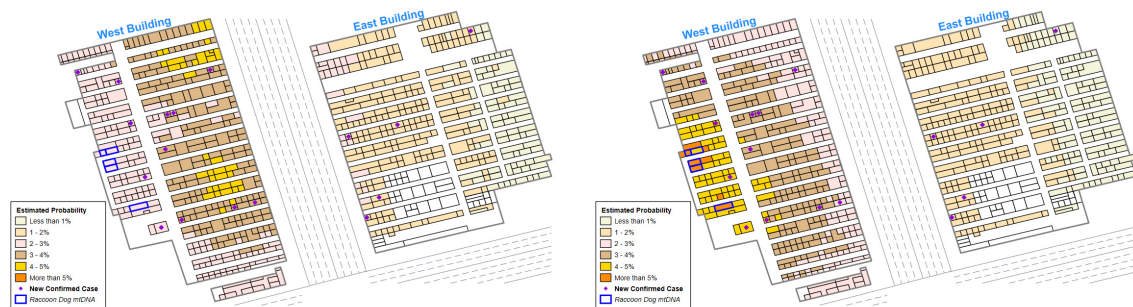 West Building
East Building
Estimated Probability
Less than 1%
1 - 2%
2 - 3%
3 - 4%
4 - 5%
More than 5%
New Confirmed Case
Raccoon Dog mtDNA
West Building
East Building
Estimated Probability
Less than 1%
1 - 2%
2 - 3%
3 - 4%
4 - 5%
More than 5%
New Confirmed Case
Raccoon Dog mtDNA